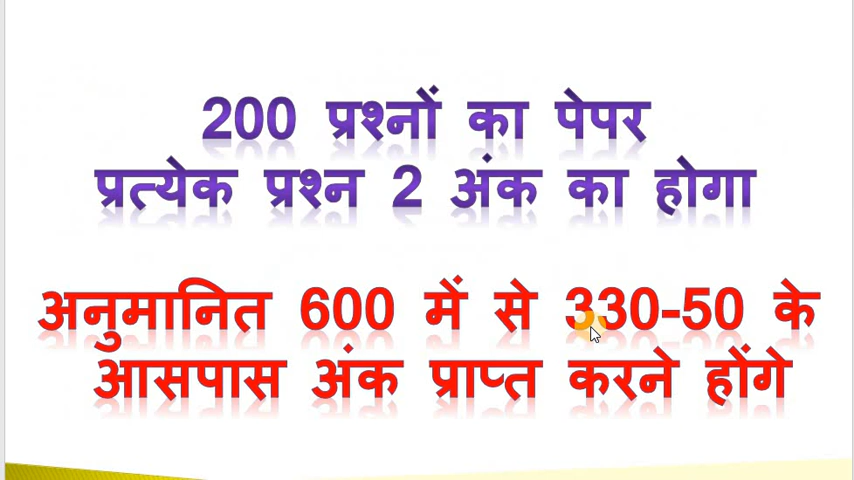 200 प्रश्नों का पेपर
प्रत्येक प्रश्न 2 अंक का होगा
अनुमानित 600 में से 330-50 के
आसपास अंक प्राप्त करने होंगे